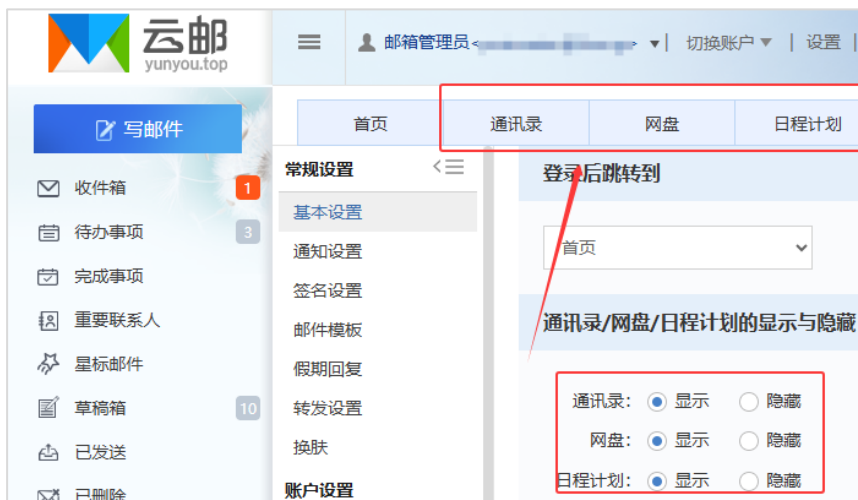 云邮
yunyou.top
邮箱管理员< > ▼ | 切换账户 ▼ | 设置 |
写邮件
收件箱 1
待办事项 3
完成事项
重要联系人
星标邮件
草稿箱 10
已发送
已删除
首页 通讯录 网盘 日程计划
常规设置
基本设置
通知设置
签名设置
邮件模板
假期回复
转发设置
换肤
账户设置
登录后跳转到
首页
通讯录/网盘/日程计划的显示与隐藏
通讯录: 显示 隐藏
网盘: 显示 隐藏
日程计划: 显示 隐藏